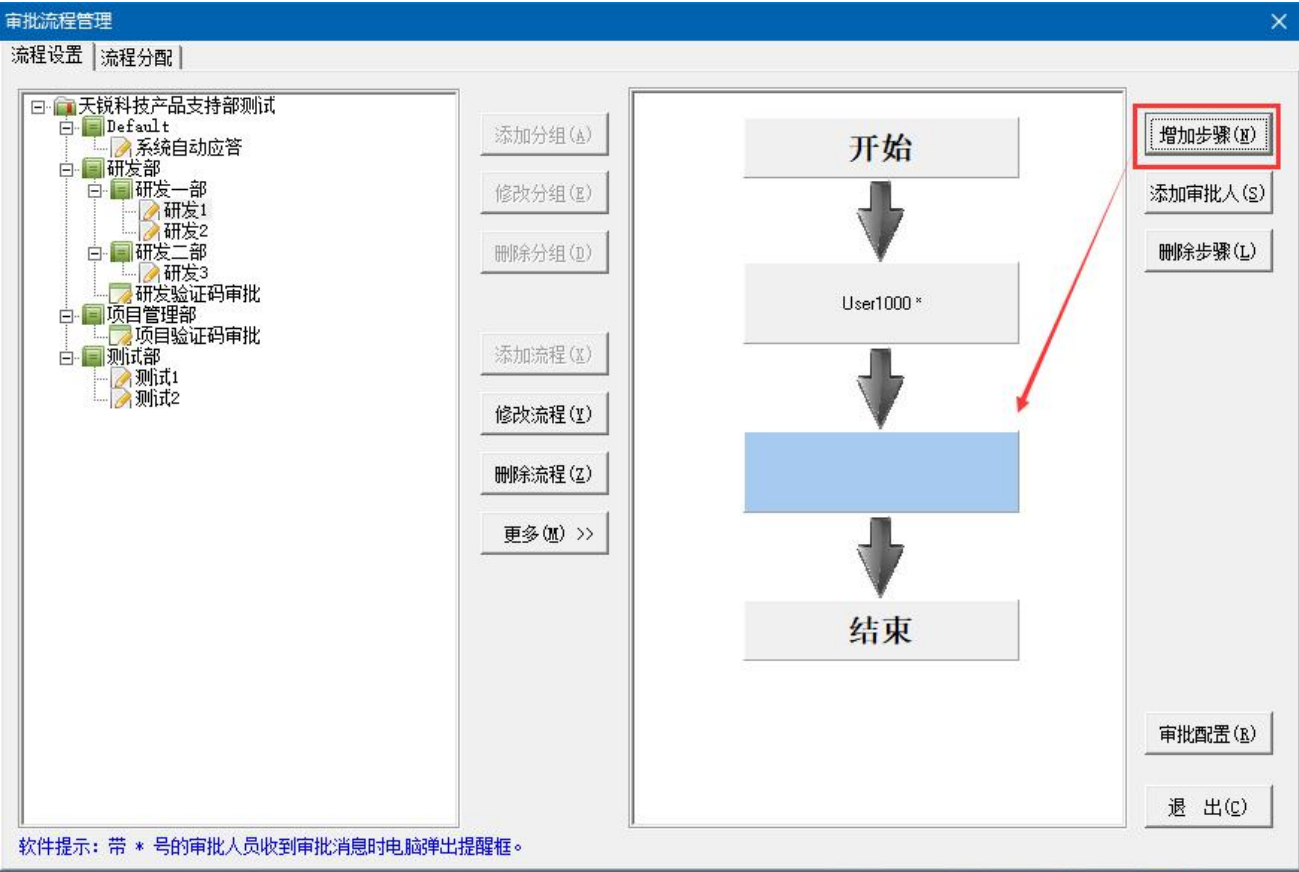 审批流程管理
流程设置
流程分配
天锐科技产品支持部测试
Default
系统自动应答
研发部
研发一部
研发1
研发2
研发二部
研发3
研发验证码审批
项目管理部
项目验证码审批
测试部
测试1
测试2
添加分组(A)
修改分组(E)
删除分组(D)
添加流程(X)
修改流程(Y)
删除流程(Z)
更多(M) >>
开始
User1000 *
结束
增加步骤(N)
添加审批人(S)
删除步骤(L)
审批配置(R)
退 出(C)
软件提示: 带 * 号的审批人员收到审批消息时电脑弹出提醒框。